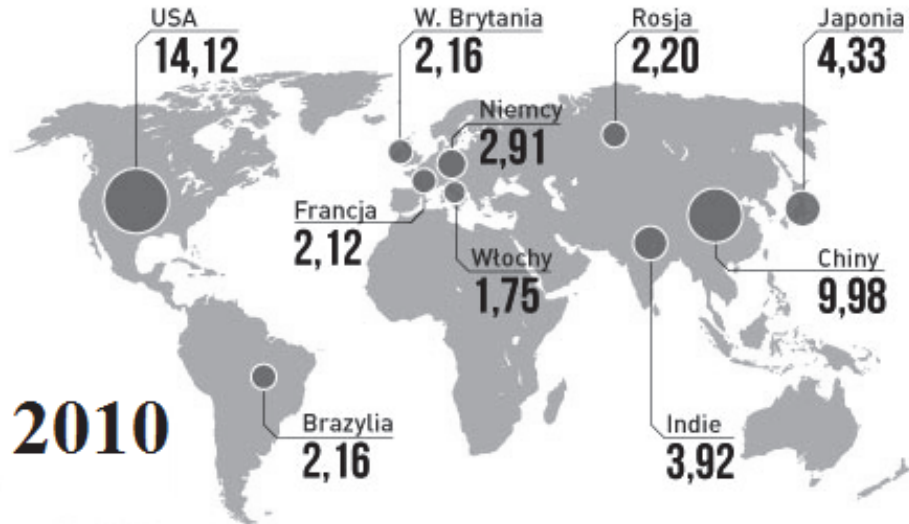 USA
14,12
W. Brytania
2,16
Rosja
2,20
Japonia
4,33
Niemcy
2,91
Francja
2,12
Włochy
1,75
Chiny
9,98
2010
Brazylia
2,16
Indie
3,92